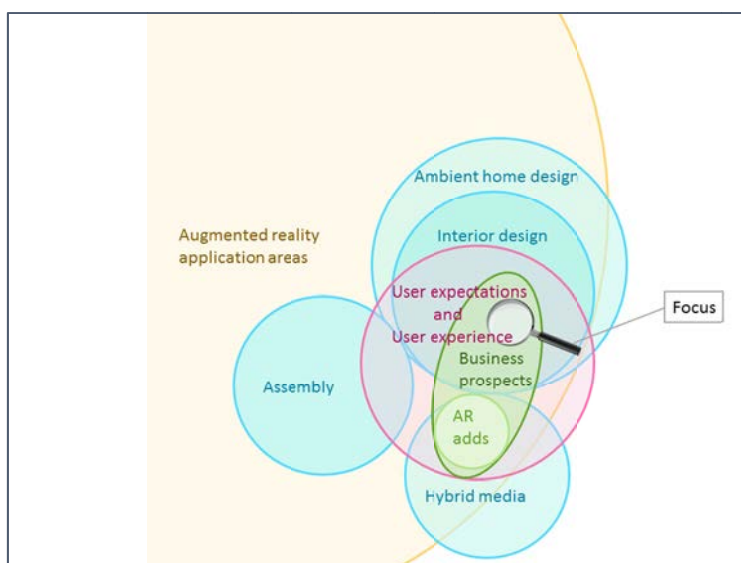 Ambient home design
Augmented reality
application areas
Interior design
User expectations
and
User experience
Focus
Business
prospects
Assembly
AR
adds
Hybrid media